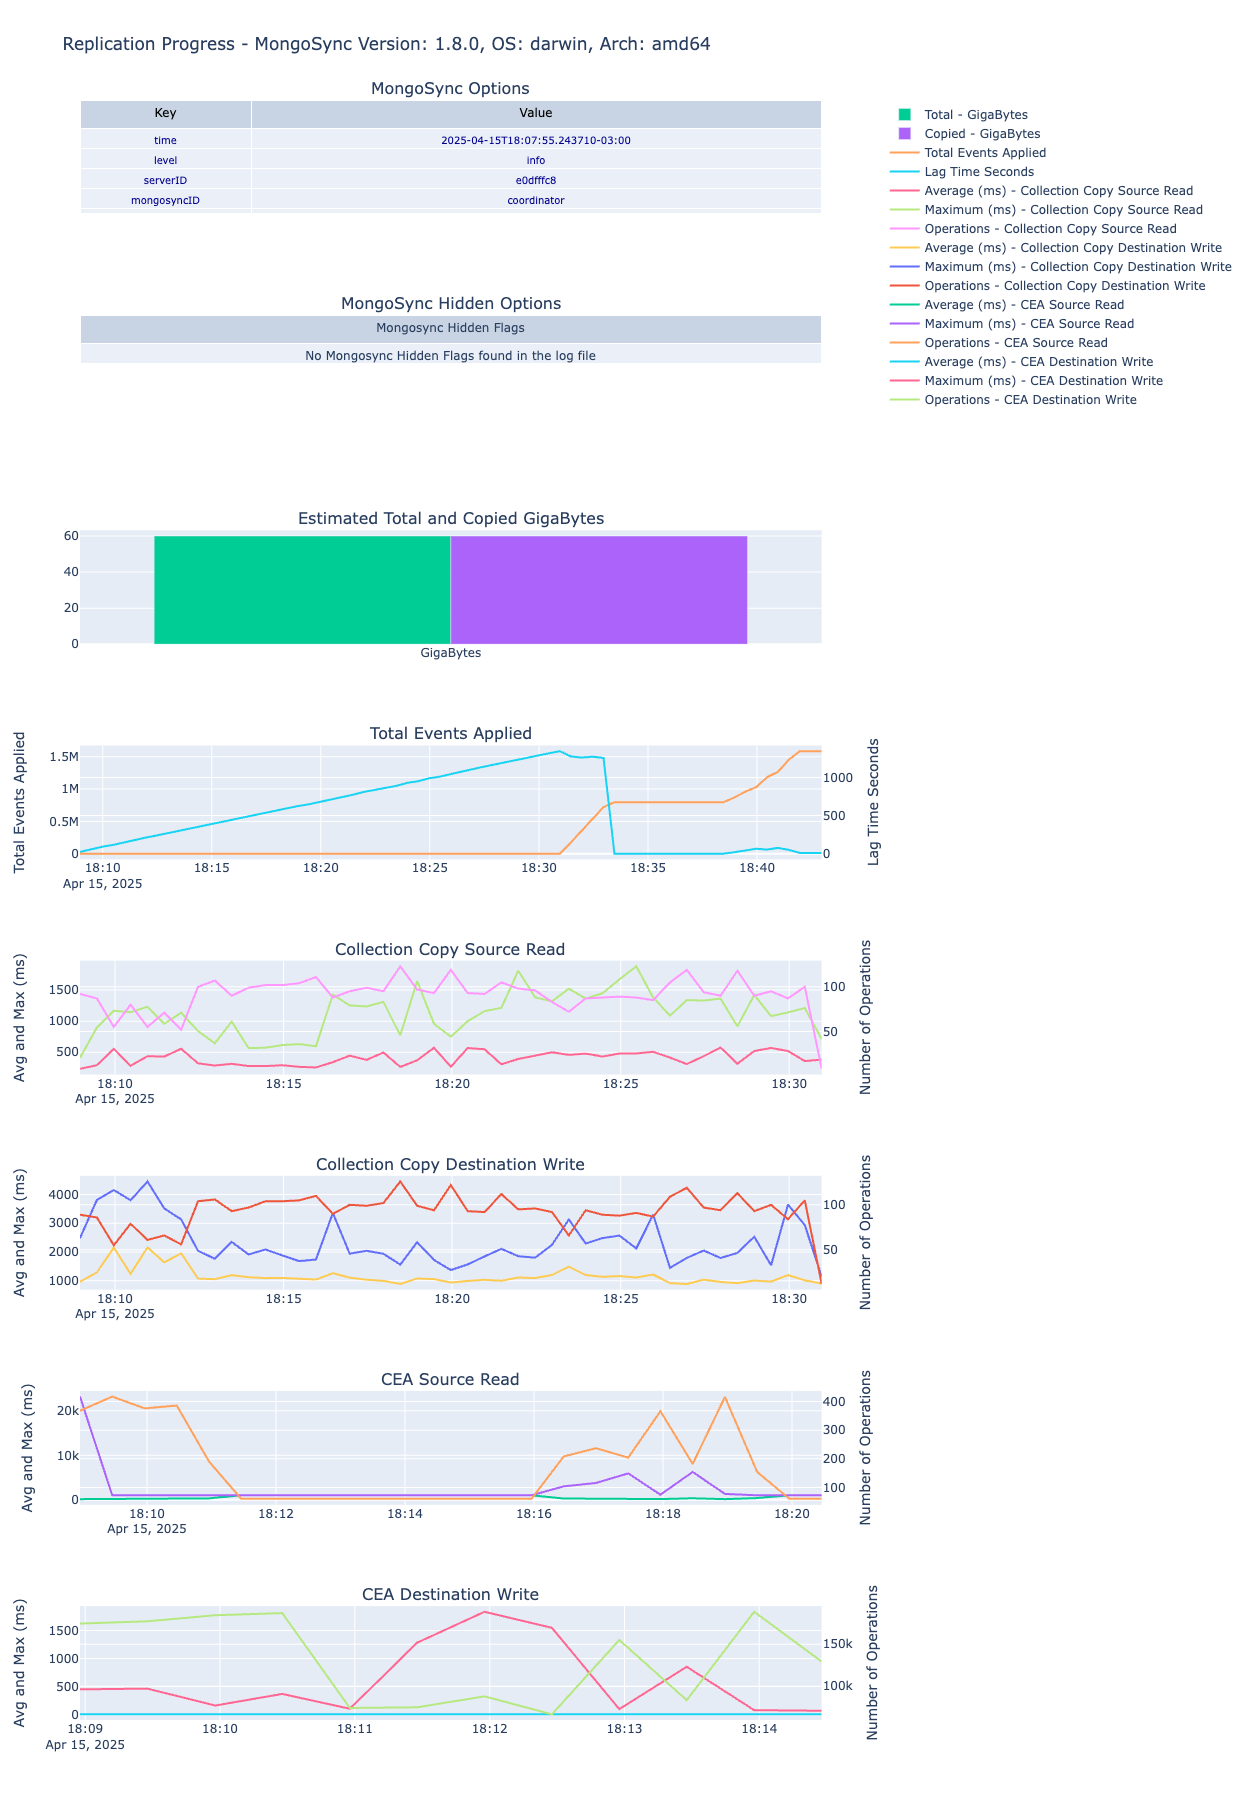 Replication Progress - MongoSync Version: 1.8.0, OS: darwin, Arch: amd64
MongoSync Options
Key Value
time 2025-04-15T18:07:55.243710-03:00
level info
serverID e0dfffc8
mongosyncID coordinator
Total - GigaBytes
Copied - GigaBytes
Total Events Applied
Lag Time Seconds
Average (ms) - Collection Copy Source Read
Maximum (ms) - Collection Copy Source Read
Operations - Collection Copy Source Read
Average (ms) - Collection Copy Destination Write
Maximum (ms) - Collection Copy Destination Write
Operations - Collection Copy Destination Write
Average (ms) - CEA Source Read
Maximum (ms) - CEA Source Read
Operations - CEA Source Read
Average (ms) - CEA Destination Write
Maximum (ms) - CEA Destination Write
Operations - CEA Destination Write
MongoSync Hidden Options
Mongosync Hidden Flags
No Mongosync Hidden Flags found in the log file
Estimated Total and Copied GigaBytes
60
40
20
0
GigaBytes
Total Events Applied
Total Events Applied
1.5M
1M
0.5M
0
1000
500
0
Lag Time Seconds
18:10 18:15 18:20 18:25 18:30 18:35 18:40
Apr 15, 2025
Collection Copy Source Read
Avg and Max (ms)
1500
1000
500
100
50
Number of Operations
18:10 18:15 18:20 18:25 18:30
Apr 15, 2025
Collection Copy Destination Write
Avg and Max (ms)
4000
3000
2000
1000
100
50
Number of Operations
18:10 18:15 18:20 18:25 18:30
Apr 15, 2025
CEA Source Read
Avg and Max (ms)
20k
10k
0
400
300
200
100
Number of Operations
18:10 18:12 18:14 18:16 18:18 18:20
Apr 15, 2025
CEA Destination Write
Avg and Max (ms)
1500
1000
500
0
150k
100k
Number of Operations
18:09 18:10 18:11 18:12 18:13 18:14
Apr 15, 2025